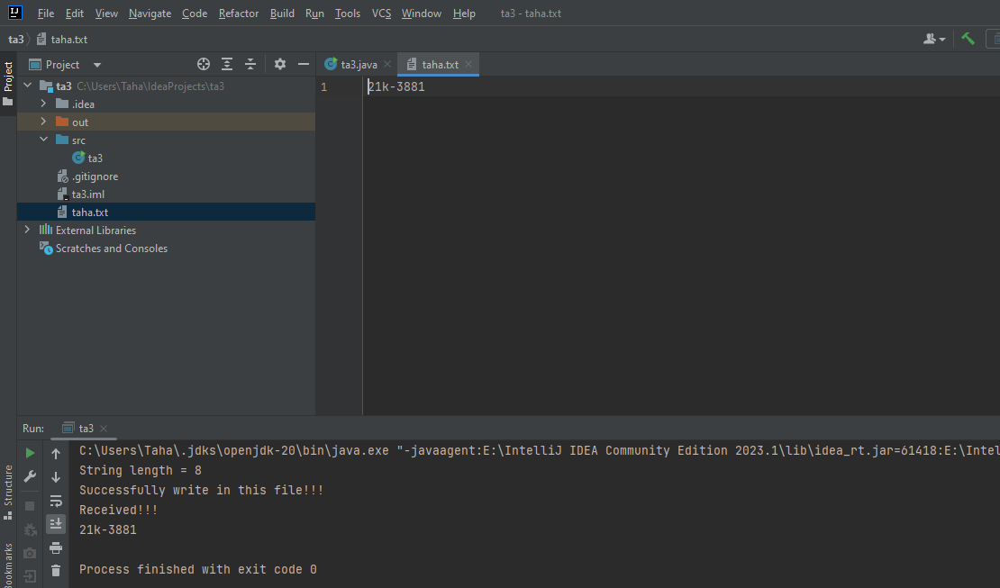 IJ File Edit View Navigate Code Refactor Build Run Tools VCS Window Help ta3 - taha.txt
ta3 taha.txt
Project
Project
ta3.java taha.txt
ta3 C:\Users\Taha\IdeaProjects\ta3
.idea
out
src
C ta3
.gitignore
ta3.iml
taha.txt
External Libraries
Scratches and Consoles
1 21k-3881
Run: ta3
Structure
Bookmarks
C:\Users\Taha\.jdks\openjdk-20\bin\java.exe "-javaagent:E:\IntelliJ IDEA Community Edition 2023.1\lib\idea_rt.jar=61418:E:\Intel
String length = 8
Successfully write in this file!!!
Received!!!
21k-3881
Process finished with exit code 0